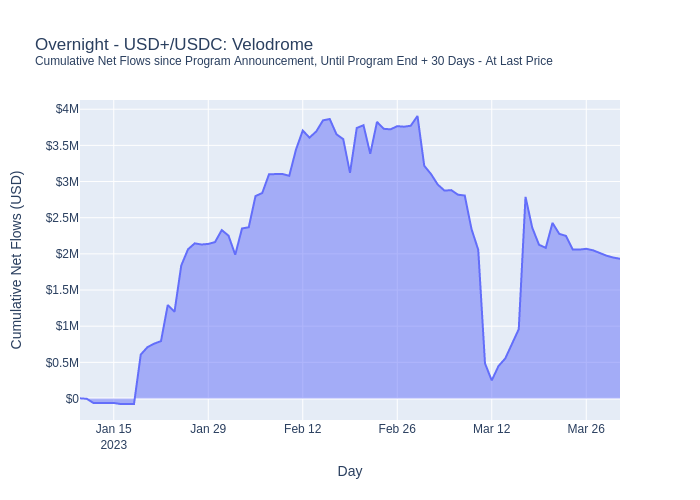 Overnight - USD+/USDC: Velodrome
Cumulative Net Flows since Program Announcement, Until Program End + 30 Days - At Last Price
Cumulative Net Flows (USD)
$4M
$3.5M
$3M
$2.5M
$2M
$1.5M
$1M
$0.5M
$0
Jan 15 Jan 29 Feb 12 Feb 26 Mar 12 Mar 26
2023
Day